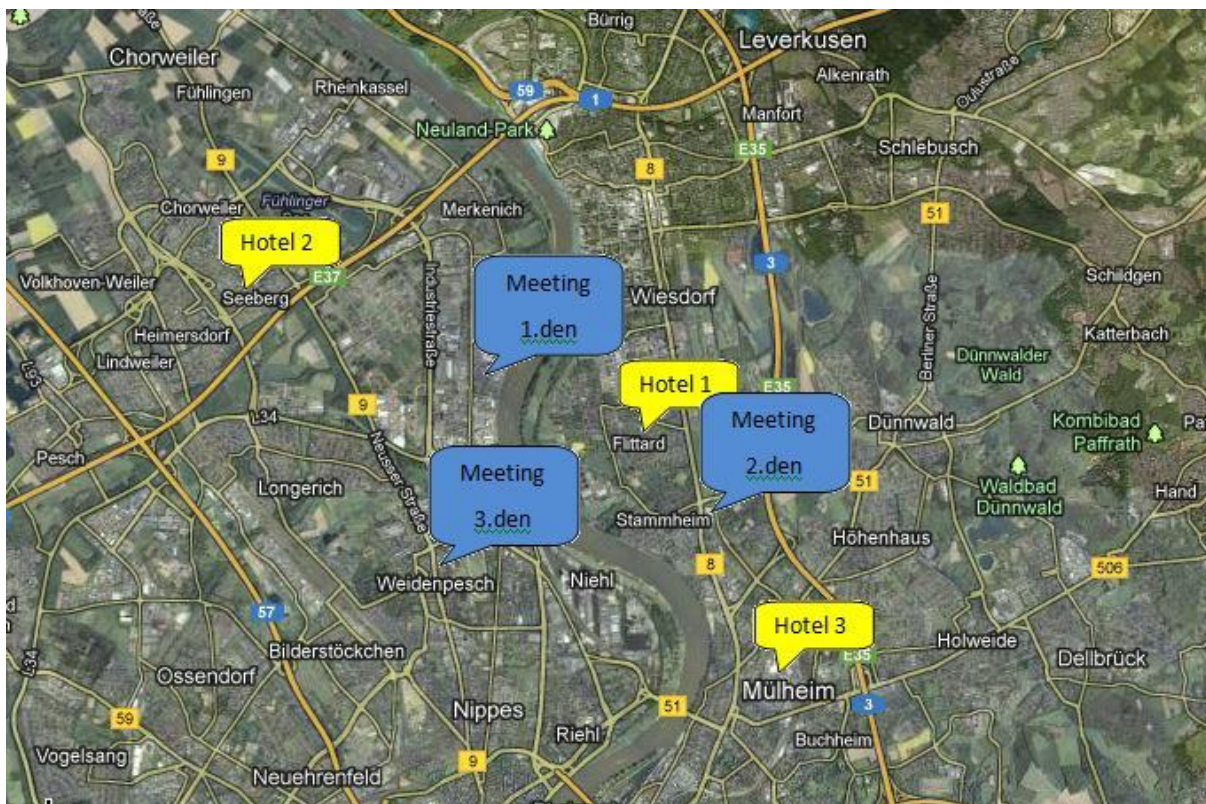 Bürrig
Leverkusen
Chorweiler
Alkenrath
Oulustraße
Fühlingen
Rheinkassel
59
1
Manfort
Neuland-Park
E35
Schlebusch
9
8
Fühlinger
Chorweiler
Merkenich
51
Hotel 2
3
E37
Volkhoven-Weiler
Seeberg
Industriestraße
Meeting
1.den
Wiesdorf
Schildgen
Heimersdorf
Lindweiler
Katterbach
Berliner Straße
Dünnwalder
Wald
L93
Hotel 1
E35
9
L34
Neusser Straße
Flittard
Meeting
2.den
Dünnwald
Kombibad
Paffrath
Pa
Pesch
Meeting
3.den
Longerich
51
Waldbad
Dünnwald
Hand
Stammheim
Höhenhaus
8
506
Weidenpesch
Niehl
57
Hotel 3
d
n
L34
Bilderstöckchen
E35
Holweide
Dellbrück
Ossendorf
Mülheim
Nippes
51
3
59
Riehl
Buchheim
Vogelsang
9
Neuehrenfeld